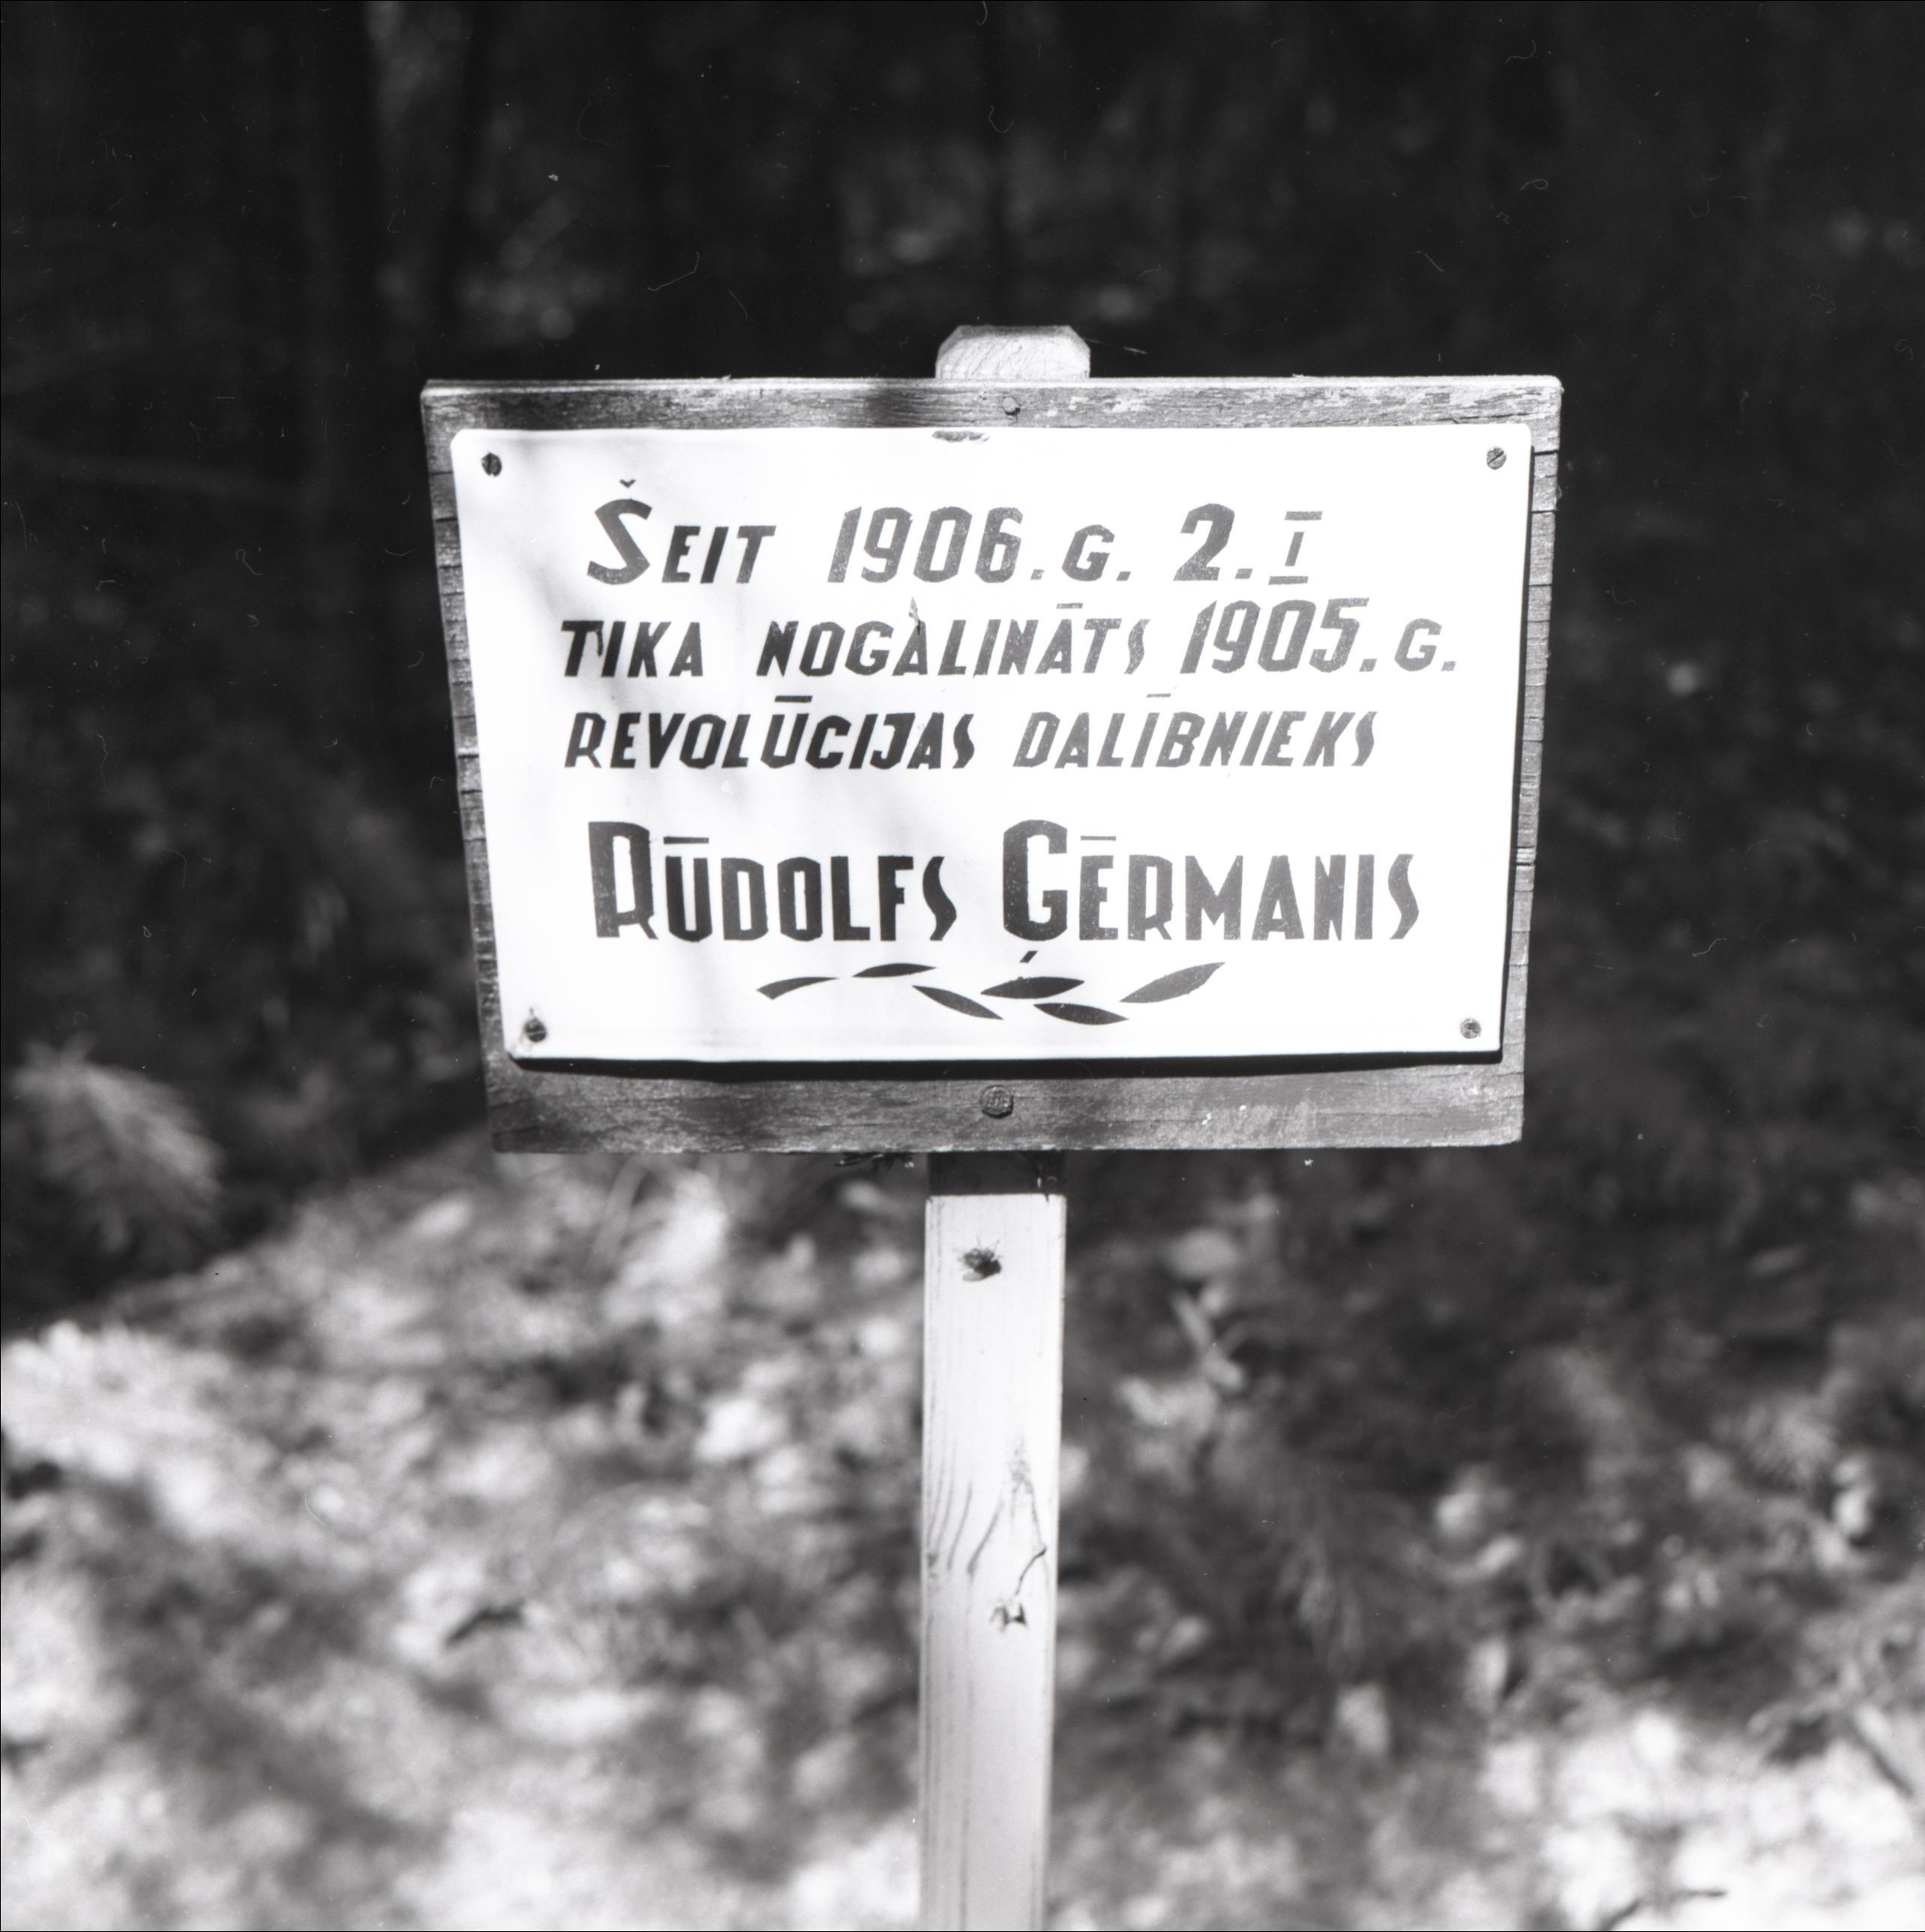 Šeit 1906. g. 2. I
tika nogalināts 1905. g.
revolūcijas dalībnieks
Rūdolfs Ģērmanis